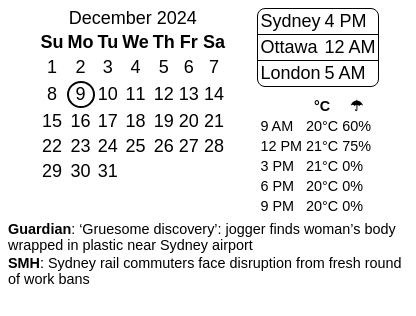 December 2024
Su Mo Tu We Th Fr Sa
1 2 3 4 5 6 7
8 9 10 11 12 13 14
15 16 17 18 19 20 21
22 23 24 25 26 27 28
29 30 31
Sydney 4 PM
Ottawa 12 AM
London 5 AM
°C ☂
9 AM 20°C 60%
12 PM 21°C 75%
3 PM 21°C 0%
6 PM 20°C 0%
9 PM 20°C 0%
Guardian: ‘Gruesome discovery’: jogger finds woman’s body
wrapped in plastic near Sydney airport
SMH: Sydney rail commuters face disruption from fresh round
of work bans